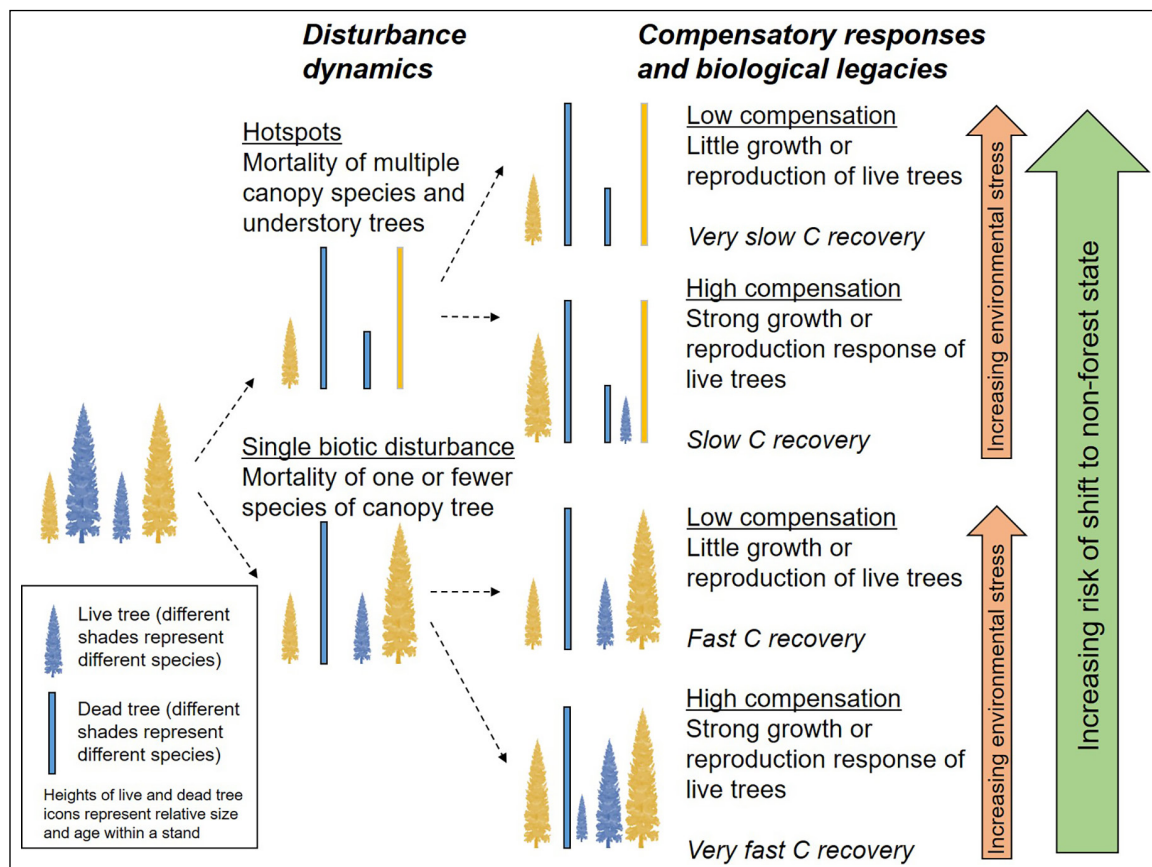 Disturbance
dynamics
Compensatory responses
and biological legacies
Hotspots
Mortality of multiple
canopy species and
understory trees
Single biotic disturbance
Mortality of one or fewer
species of canopy tree
Low compensation
Little growth or
reproduction of live trees
Very slow C recovery
High compensation
Strong growth or
reproduction response of
live trees
Slow C recovery
Low compensation
Little growth or
reproduction of live trees
Fast C recovery
High compensation
Strong growth or
reproduction response of
live trees
Very fast C recovery
Increasing environmental stress
Increasing environmental stress
Increasing risk of shift to non-forest state
Live tree (different
shades represent
different species)
Dead tree (different
shades represent
different species)
Heights of live and dead tree
icons represent relative size
and age within a stand